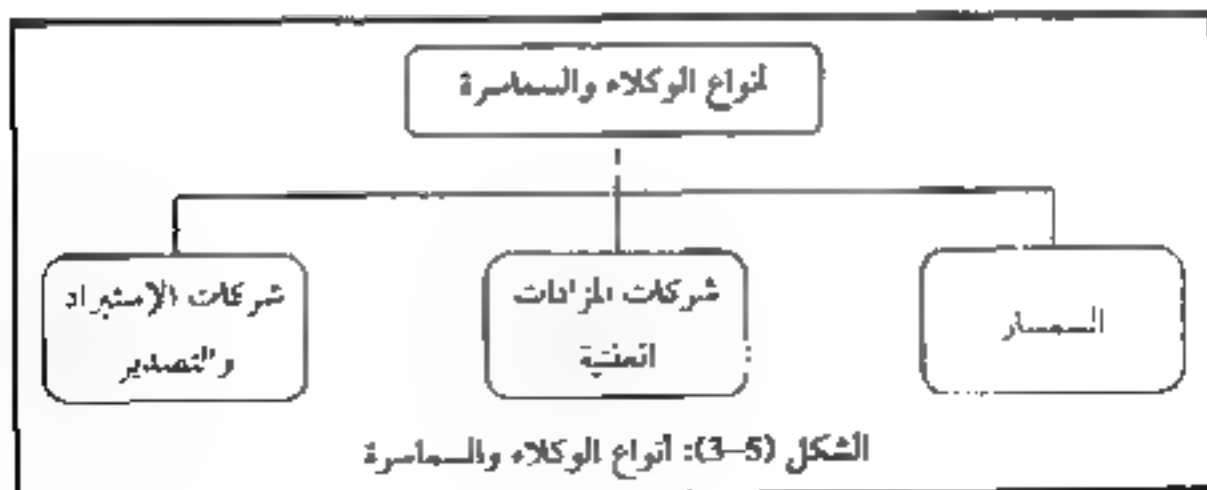 أنواع الوكلاء والسماسرة
السمسار
شركات المزادات
العلنية
شركات الإستيراد
والتصدير
الشكل (5-3): أنواع الوكلاء والسماسرة